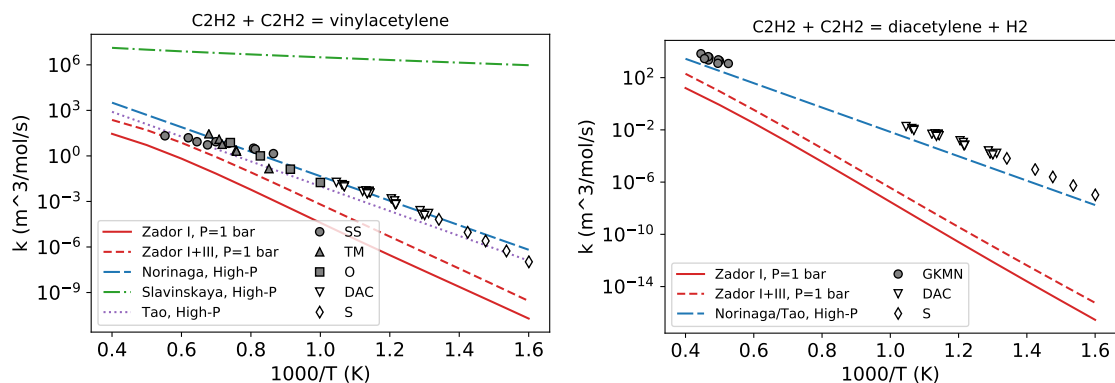 C2H2 + C2H2 = vinylacetylene
k (m^3/mol/s)
10^6
10^3
10^0
10^-3
10^-6
10^-9
Zador I, P=1 bar
Zador I+III, P=1 bar
Norinaga, High-P
Slavinskaya, High-P
Tao, High-P
SS
TM
O
DAC
S
0.4 0.6 0.8 1.0 1.2 1.4 1.6
1000/T (K)
C2H2 + C2H2 = diacetylene + H2
k (m^3/mol/s)
10^2
10^-2
10^-6
10^-10
10^-14
Zador I, P=1 bar
Zador I+III, P=1 bar
Norinaga/Tao, High-P
GKMN
DAC
S
0.4 0.6 0.8 1.0 1.2 1.4 1.6
1000/T (K)